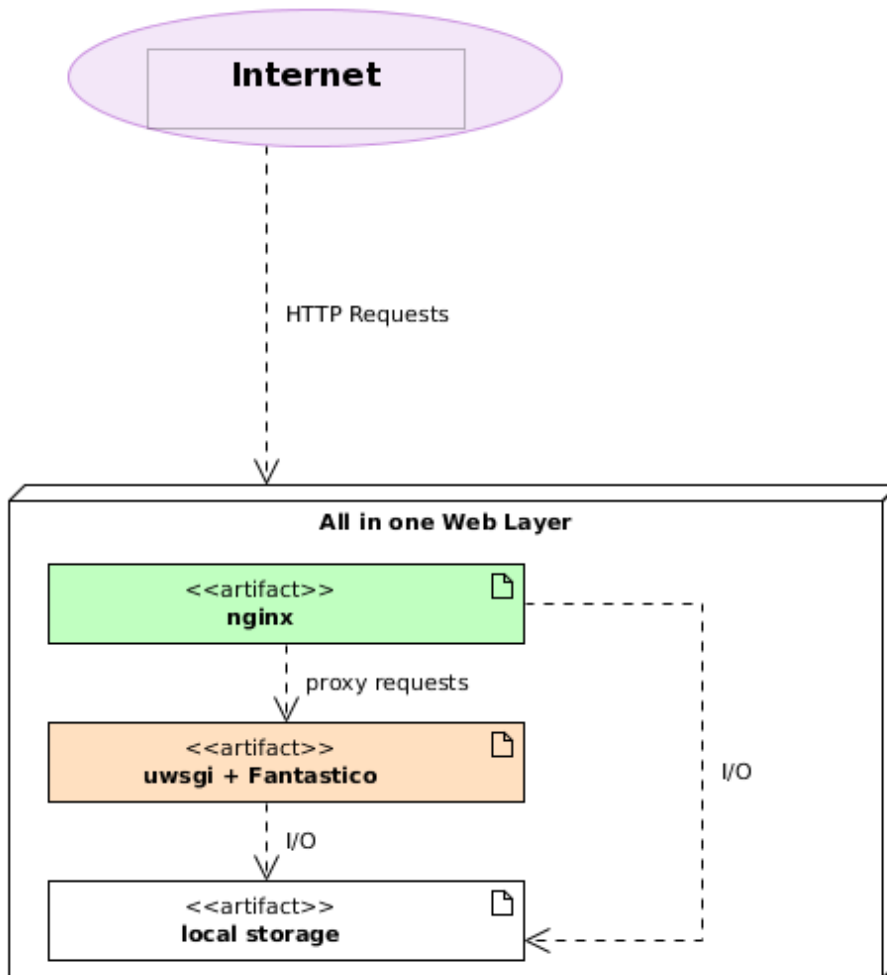 Internet
HTTP Requests
All in one Web Layer
<<artifact>>
nginx
proxy requests
<<artifact>>
uwsgi + Fantastico
I/O
I/O
<<artifact>>
local storage